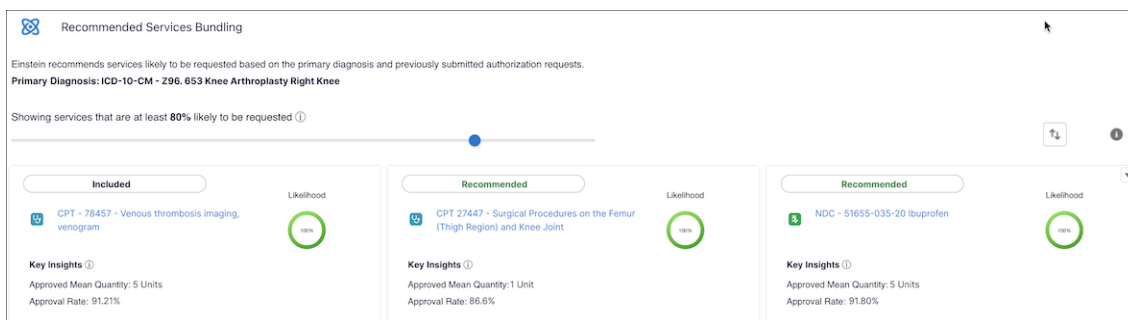 Recommended Services Bundling
Einstein recommends services likely to be requested based on the primary diagnosis and previously submitted authorization requests.
Primary Diagnosis: ICD-10-CM - Z96. 653 Knee Arthroplasty Right Knee
Showing services that are at least 80% likely to be requested
Included
Likelihood
CPT - 78457 - Venous thrombosis imaging,
venogram
100%
Key Insights
Approved Mean Quantity: 5 Units
Approval Rate: 91.21%
Recommended
Likelihood
CPT 27447 - Surgical Procedures on the Femur
(Thigh Region) and Knee Joint
100%
Key Insights
Approved Mean Quantity:1 Unit
Approval Rate: 86.6%
Recommended
Likelihood
NDC - 51655-035-20 Ibuprofen
100%
Key Insights
Approved Mean Quantity: 5 Units
Approval Rate: 91.80%